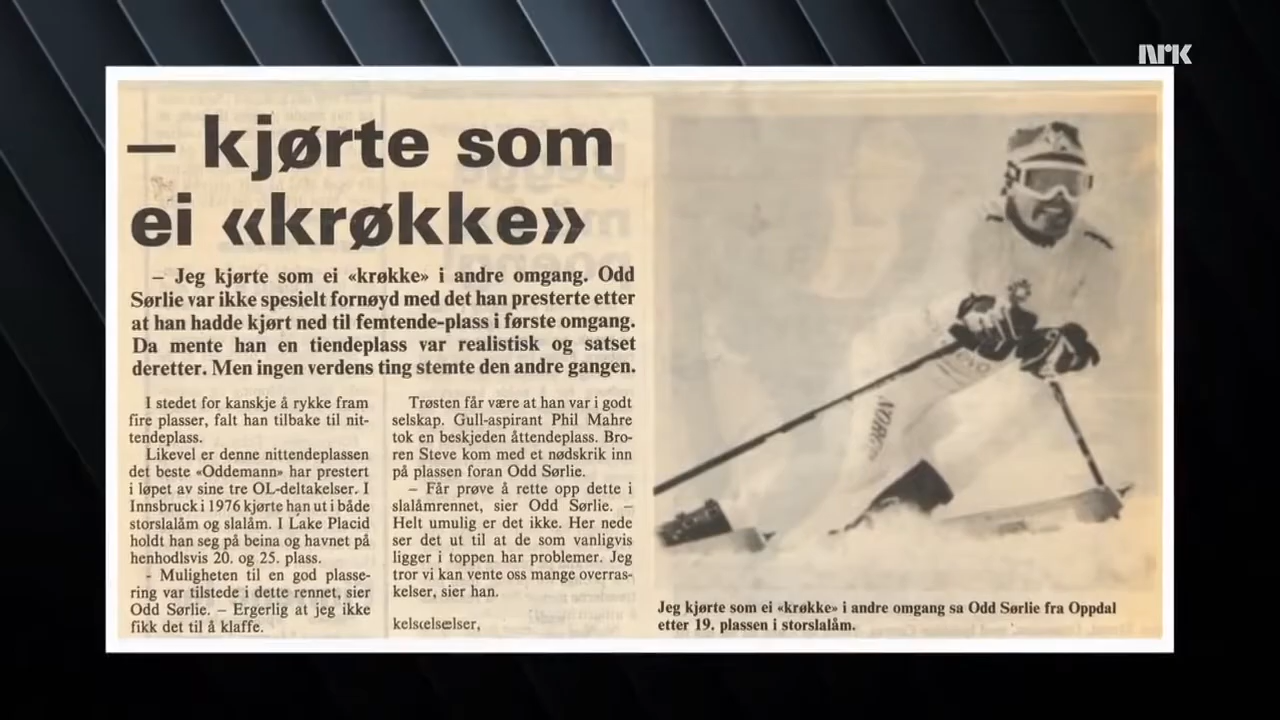 nrk
– kjørte som
ei «krøkke»
– Jeg kjørte som ei «krøkke» i andre omgang. Odd
Sørlie var ikke spesielt fornøyd med det han presterte etter
at han hadde kjørt ned til femtende-plass i første omgang.
Da mente han en tiendeplass var realistisk og satset
deretter. Men ingen verdens ting stemte den andre gangen.
I stedet for kanskje å rykke fram
fire plasser, falt han tilbake til nit-
tendeplass.
Likevel er denne nittendeplassen
det beste «Oddemann» har prestert
i løpet av sine tre OL-deltakelser. I
Innsbruck i 1976 kjørte han ut i både
storslalåm og slalåm. I Lake Placid
holdt han seg på beina og havnet på
henhodlsvis 20. og 25. plass.
- Muligheten til en god plasse-
ring var tilstede i dette rennet, sier
Odd Sørlie. – Ergerlig at jeg ikke
fikk det til å klaffe.
Trøsten får være at han var i godt
selskap. Gull-aspirant Phil Mahre
tok en beskjeden åttendeplass. Bro-
ren Steve kom med et nødskrik inn
på plassen foran Odd Sørlie.
– Får prøve å rette opp dette i
slalåmrennet, sier Odd Sørlie. –
Helt umulig er det ikke. Her nede
ser det ut til at de som vanligvis
ligger i toppen har problemer. Jeg
tror vi kan vente oss mange overras-
kelser, sier han.
kelsœlsœlser,
NORGE
Jeg kjørte som ei «krøkke» i andre omgang sa Odd Sørlie fra Oppdal
etter 19. plassen i storslalåm.